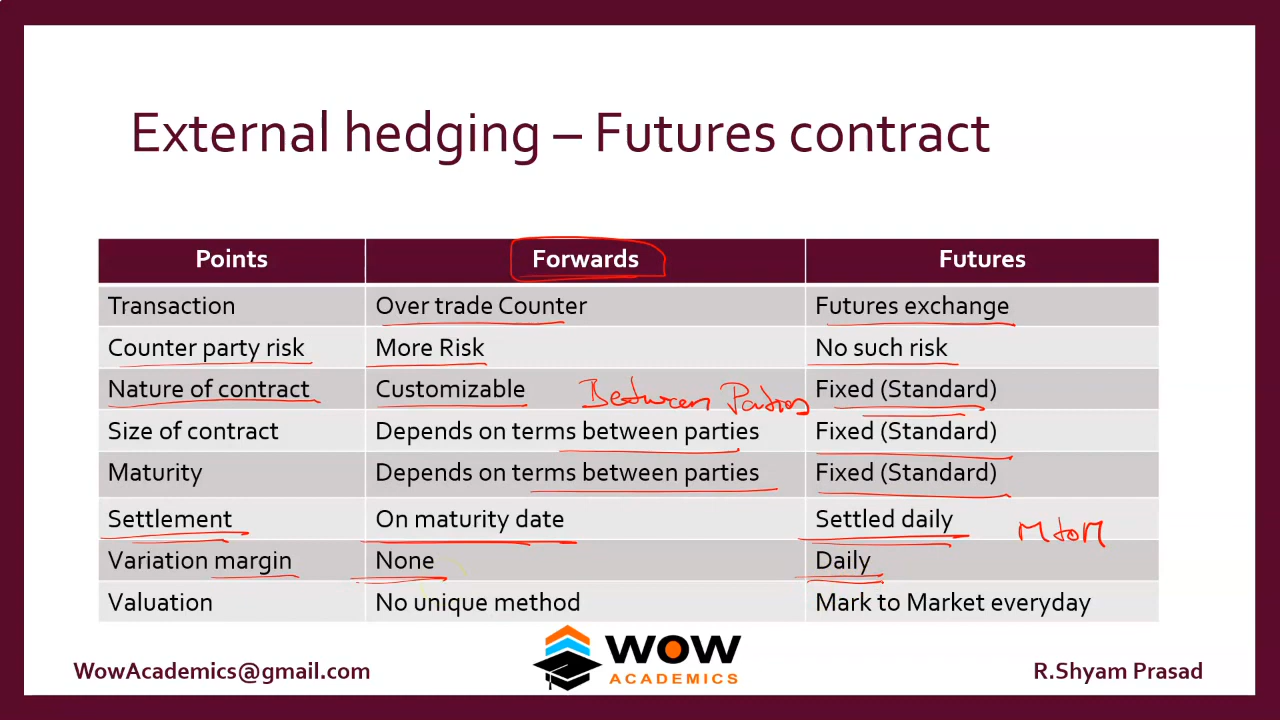 External hedging – Futures contract
Points Forwards Futures
Transaction Over trade Counter Futures exchange
Counter party risk More Risk No such risk
Nature of contract Customizable Between Parties Fixed (Standard)
Size of contract Depends on terms between parties Fixed (Standard)
Maturity Depends on terms between parties Fixed (Standard)
Settlement On maturity date Settled daily M to M
Variation margin None Daily
Valuation No unique method Mark to Market everyday
WowAcademics@gmail.com WOW ACADEMICS R.Shyam Prasad